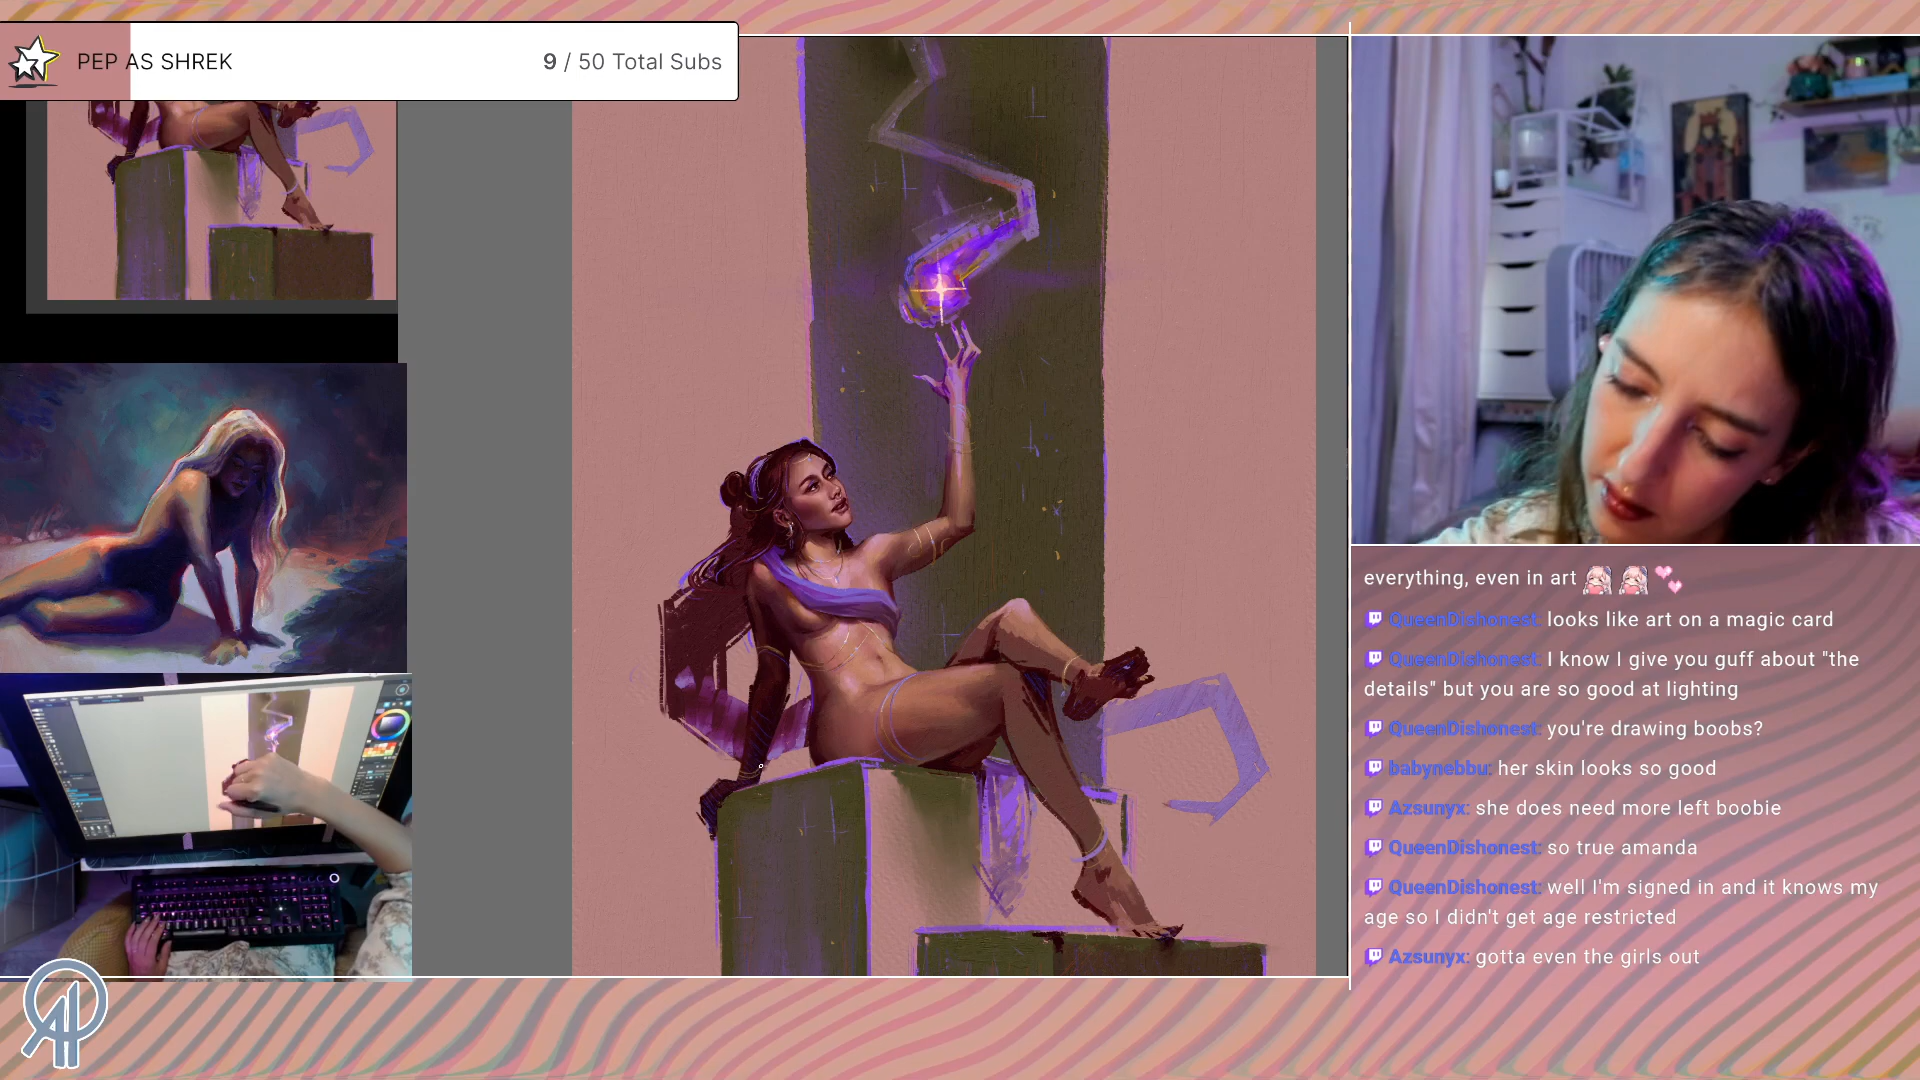 PEP AS SHREK
9 / 50 Total Subs
everything, even in art
QueenDishonest: looks like art on a magic card
QueenDishonest: I know I give you guff about "the
details" but you are so good at lighting
QueenDishonest: you're drawing boobs?
babynebbu: her skin looks so good
Azsunyx: she does need more left boobie
QueenDishonest: so true amanda
QueenDishonest: well I'm signed in and it knows my
age so I didn't get age restricted
Azsunyx: gotta even the girls out